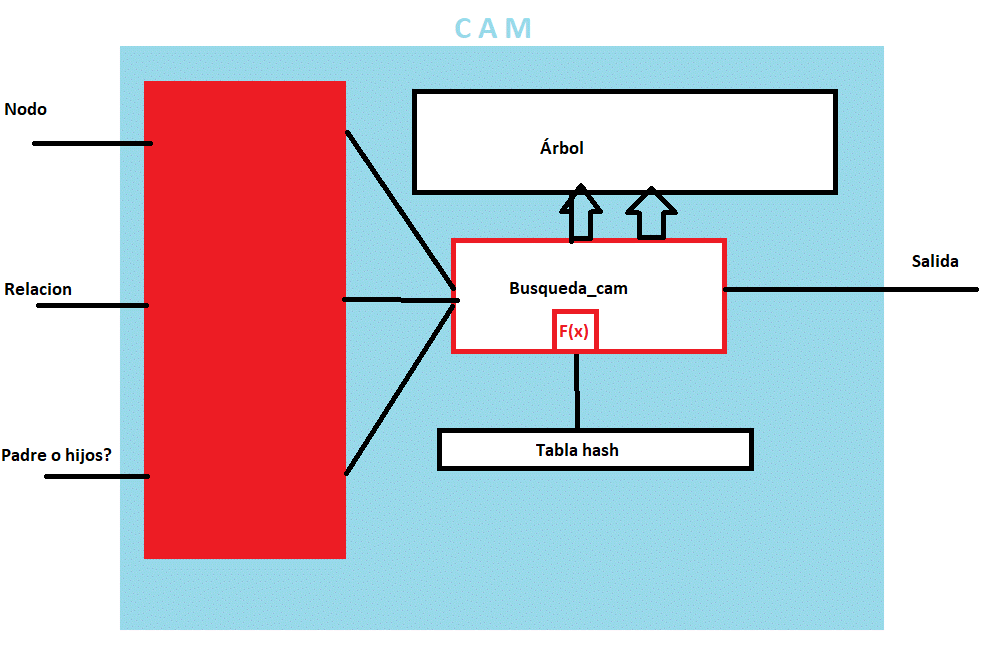 C A M
Nodo
Árbol
Relacion
Busqueda_cam
Salida
F(x)
Padre o hijos?
Tabla hash